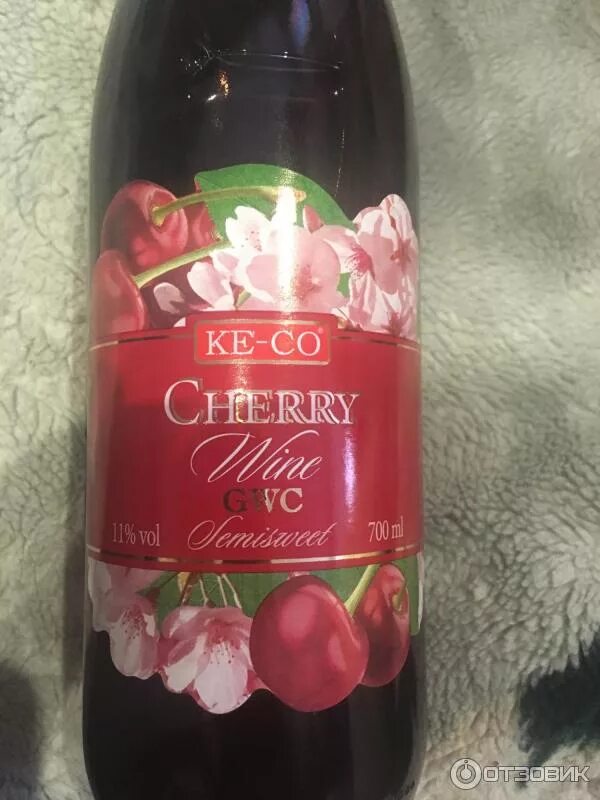 KE-CO®
CHERRY
Wine
GWC
11% vol Semisweet 700 ml
ОТЗОВИК